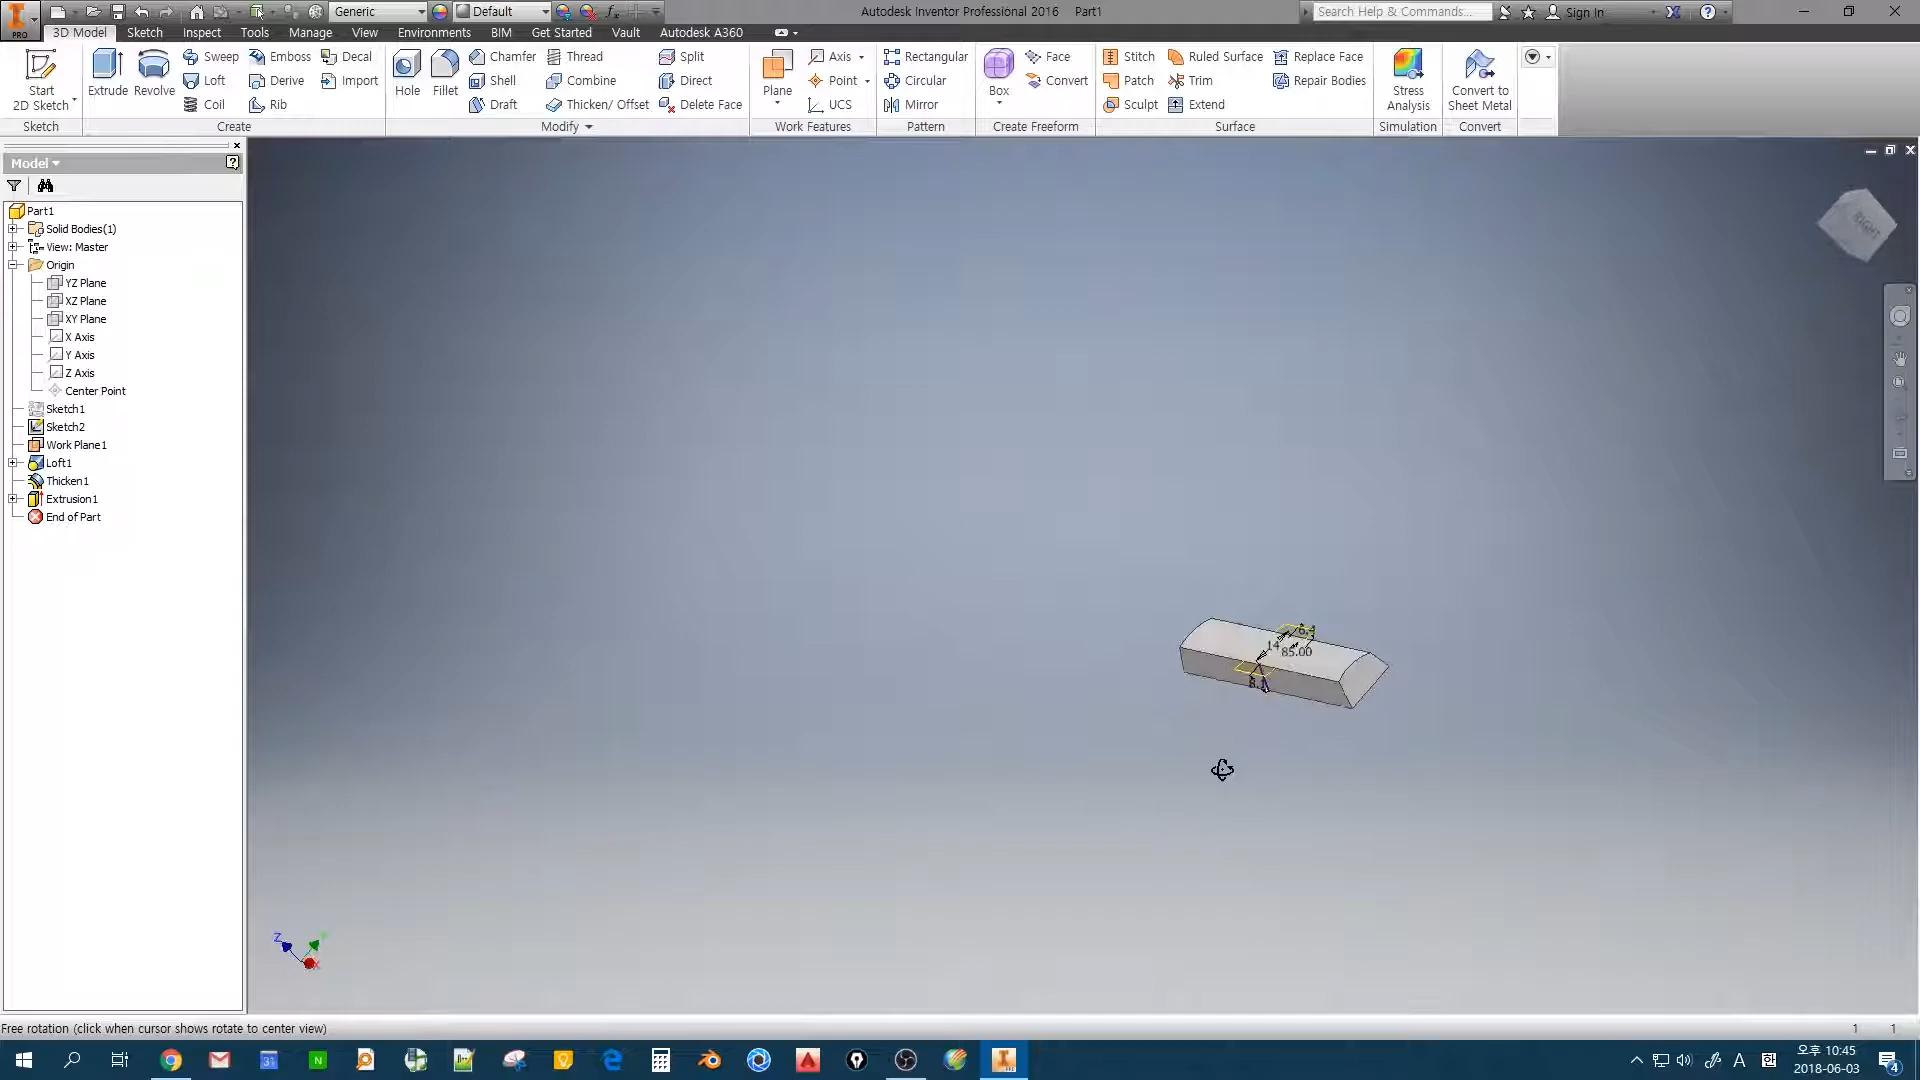 Generic
Default
Autodesk Inventor Professional 2016 Part1
Search Help & Commands...
Sign In
PRO
3D Model Sketch Inspect Tools Manage View Environments BIM Get Started Vault Autodesk A360
Start
2D Sketch
Extrude
Revolve
Sweep
Loft
Coil
Emboss
Derive
Rib
Decal
Import
Hole
Fillet
Chamfer
Shell
Draft
Thread
Combine
Thicken/ Offset
Split
Direct
Delete Face
Plane
Axis
Point
UCS
Rectangular
Circular
Mirror
Box
Face
Convert
Stitch
Patch
Sculpt
Ruled Surface
Trim
Extend
Replace Face
Repair Bodies
Stress
Analysis
Convert to
Sheet Metal
Sketch Create Modify Work Features Pattern Create Freeform Surface Simulation Convert
Model
Part1
Solid Bodies(1)
View: Master
Origin
YZ Plane
XZ Plane
XY Plane
X Axis
Y Axis
Z Axis
Center Point
Sketch1
Sketch2
Work Plane1
Loft1
Thicken1
Extrusion1
End of Part
RIGHT
14
85.00
Z
Free rotation (click when cursor shows rotate to center view)
1 1
A
오후 10:45
2018-06-03
4